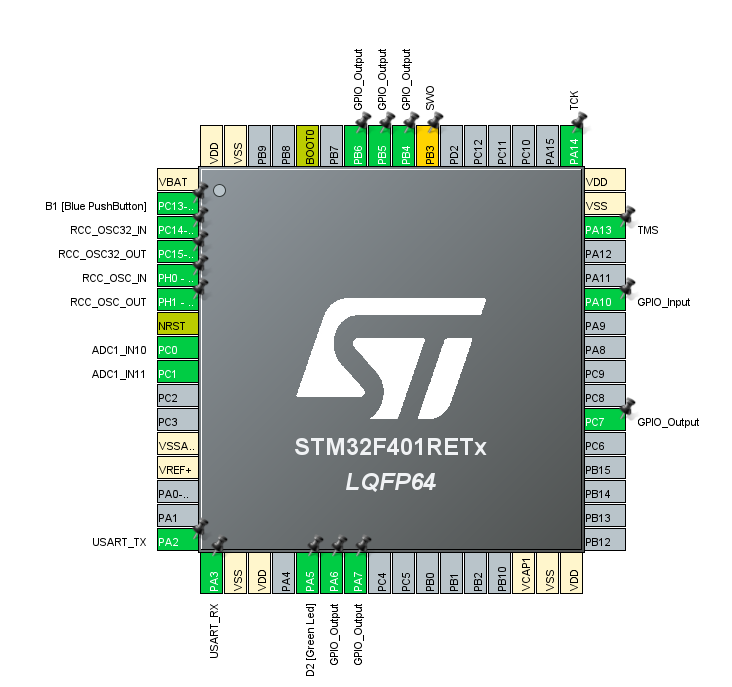 GPIO_Output
GPIO_Output
GPIO_Output
SWO
TCK
VDD
VSS
PB9
PB8
BOOT0
PB7
PB6
PB5
PB4
PB3
PD2
PC12
PC11
PC10
PA15
PA14
VBAT
B1 [Blue PushButton] PC13-..
RCC_OSC32_IN PC14-..
RCC_OSC32_OUT PC15-..
RCC_OSC_IN PH0 - ..
RCC_OSC_OUT PH1 - ..
NRST
ADC1_IN10 PC0
ADC1_IN11 PC1
PC2
PC3
VSSA..
VREF+
PA0-..
PA1
USART_TX PA2
STM32F401RETx
LQFP64
VDD
VSS
PA13 TMS
PA12
PA11
PA10 GPIO_Input
PA9
PA8
PC9
PC8
PC7 GPIO_Output
PC6
PB15
PB14
PB13
PB12
PA3
VSS
VDD
PA4
PA5
PA6
PA7
PC4
PC5
PB0
PB1
PB2
PB10
VCAP1
VSS
VDD
USART_RX
D2 [Green Led]
GPIO_Output
GPIO_Output